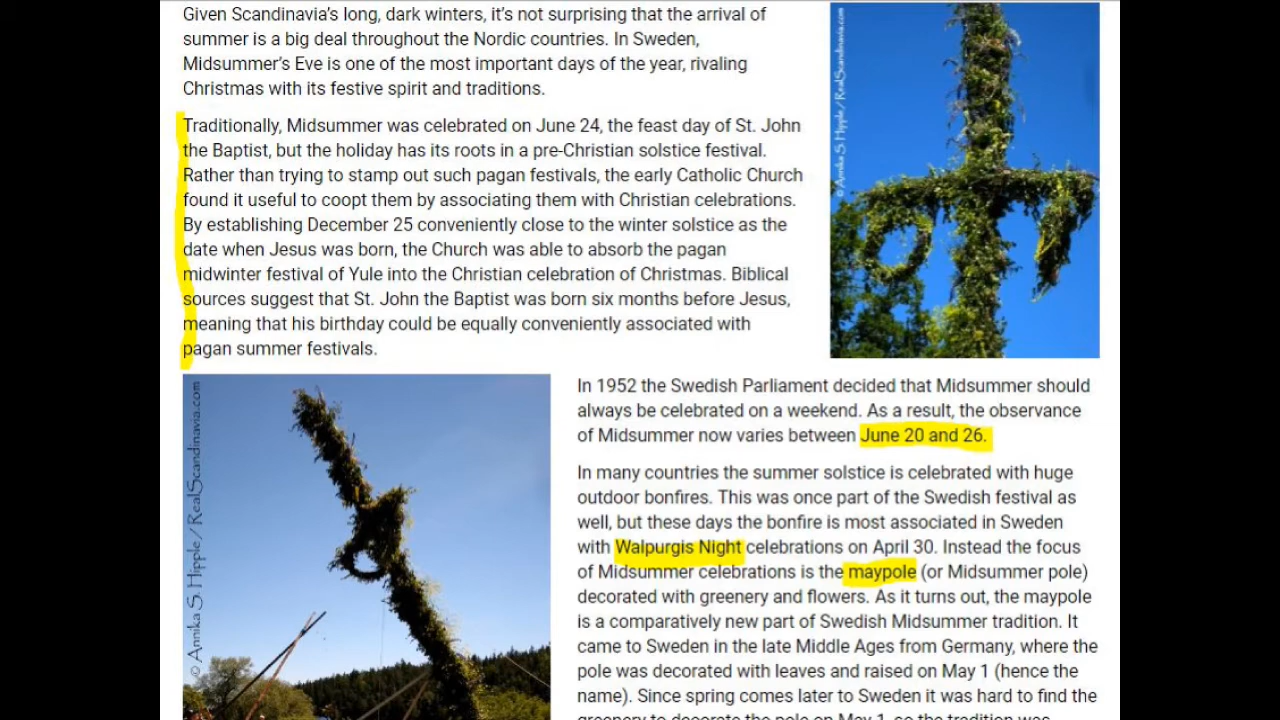 Given Scandinavia’s long, dark winters, it’s not surprising that the arrival of
summer is a big deal throughout the Nordic countries. In Sweden,
Midsummer’s Eve is one of the most important days of the year, rivaling
Christmas with its festive spirit and traditions.
Traditionally, Midsummer was celebrated on June 24, the feast day of St. John
the Baptist, but the holiday has its roots in a pre-Christian solstice festival.
Rather than trying to stamp out such pagan festivals, the early Catholic Church
found it useful to coopt them by associating them with Christian celebrations.
By establishing December 25 conveniently close to the winter solstice as the
date when Jesus was born, the Church was able to absorb the pagan
midwinter festival of Yule into the Christian celebration of Christmas. Biblical
sources suggest that St. John the Baptist was born six months before Jesus,
meaning that his birthday could be equally conveniently associated with
pagan summer festivals.
© Annika S. Hipple / RealScandinavia.com
© Annika S. Hipple / RealScandinavia.com
In 1952 the Swedish Parliament decided that Midsummer should
always be celebrated on a weekend. As a result, the observance
of Midsummer now varies between June 20 and 26.
In many countries the summer solstice is celebrated with huge
outdoor bonfires. This was once part of the Swedish festival as
well, but these days the bonfire is most associated in Sweden
with Walpurgis Night celebrations on April 30. Instead the focus
of Midsummer celebrations is the maypole (or Midsummer pole)
decorated with greenery and flowers. As it turns out, the maypole
is a comparatively new part of Swedish Midsummer tradition. It
came to Sweden in the late Middle Ages from Germany, where the
pole was decorated with leaves and raised on May 1 (hence the
name). Since spring comes later to Sweden it was hard to find the
greenery to decorate the pole on May 1, so the tradition was